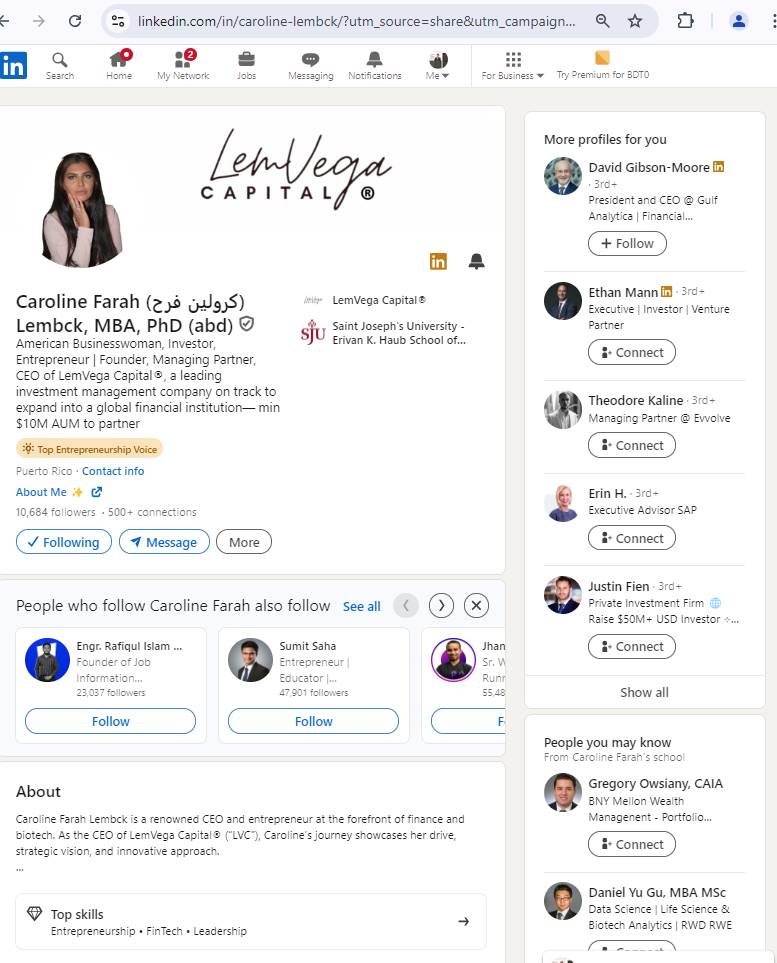 linkedin.com/in/caroline-lembck/?utm_source=share&utm_campaign...
in
Search
Home
2
My Network
Jobs
Messaging
Notifications
Me
For Business
Try Premium for BDT0
LemVega
CAPITAL ®
in
Caroline Farah (كرولين فرح)
Lembck, MBA, PhD (abd)
American Businesswoman, Investor,
Entrepreneur | Founder, Managing Partner,
CEO of LemVega Capital®, a leading
investment management company on track to
expand into a global financial institution— min
$10M AUM to partner
Top Entrepreneurship Voice
Puerto Rico · Contact info
About Me ✨
10,684 followers · 500+ connections
Following
Message
More
LemVega Capital®
SJU
Saint Joseph's University -
Erivan K. Haub School of...
People who follow Caroline Farah also follow
See all
Engr. Rafiqul Islam ...
Founder of Job
Information...
23,037 followers
Follow
Sumit Saha
Entrepreneur |
Educator |...
47,901 followers
Follow
Jhan
Sr. W
Runn
55,48
F
About
Caroline Farah Lembck is a renowned CEO and entrepreneur at the forefront of finance and
biotech. As the CEO of LemVega Capital® ("LVC"), Caroline's journey showcases her drive,
strategic vision, and innovative approach.
...
Top skills
Entrepreneurship • FinTech • Leadership
More profiles for you
David Gibson-Moore in
· 3rd+
President and CEO @ Gulf
Analytica | Financial...
+ Follow
Ethan Mann in · 3rd+
Executive | Investor | Venture
Partner
Connect
Theodore Kaline · 3rd+
Managing Partner @ Evvolve
Connect
Erin H. · 3rd+
Executive Advisor SAP
Connect
Justin Fien · 3rd+
Private Investment Firm 🌐
Raise $50M+ USD Investor ÷...
Connect
Show all
People you may know
From Caroline Farah's school
Gregory Owsiany, CAIA
BNY Mellon Wealth
Management - Portfolio...
Connect
Daniel Yu Gu, MBA MSc
Data Science | Life Science &
Biotech Analytics | RWD RWE
Connect